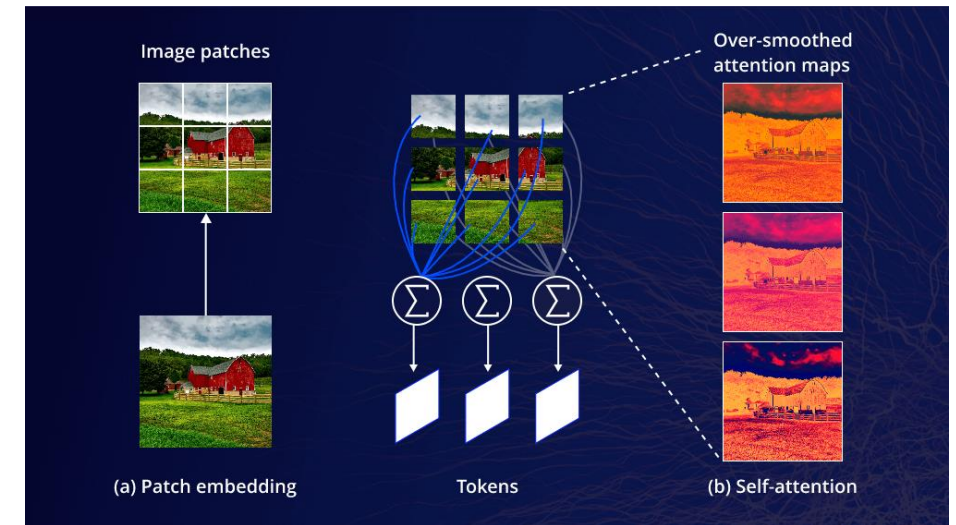 Image patches
Over-smoothed
attention maps
Σ Σ Σ
(a) Patch embedding
Tokens
(b) Self-attention